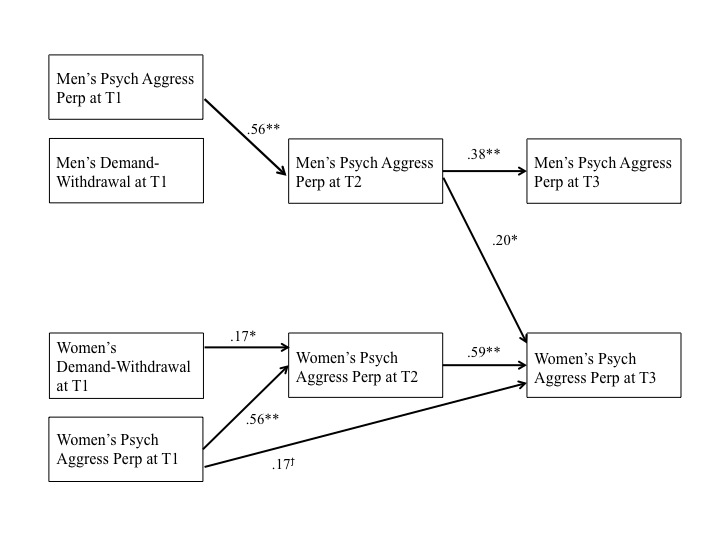 Men’s Psych Aggress
Perp at T1
.56**
Men’s Demand-
Withdrawal at T1
Men’s Psych Aggress
Perp at T2
.38**
Men’s Psych Aggress
Perp at T3
.20*
Women’s
Demand-Withdrawal
at T1
.17*
Women’s Psych
Aggress Perp at T2
.59**
Women’s Psych
Aggress Perp at T3
.56**
Women’s Psych
Aggress Perp at T1
.17†